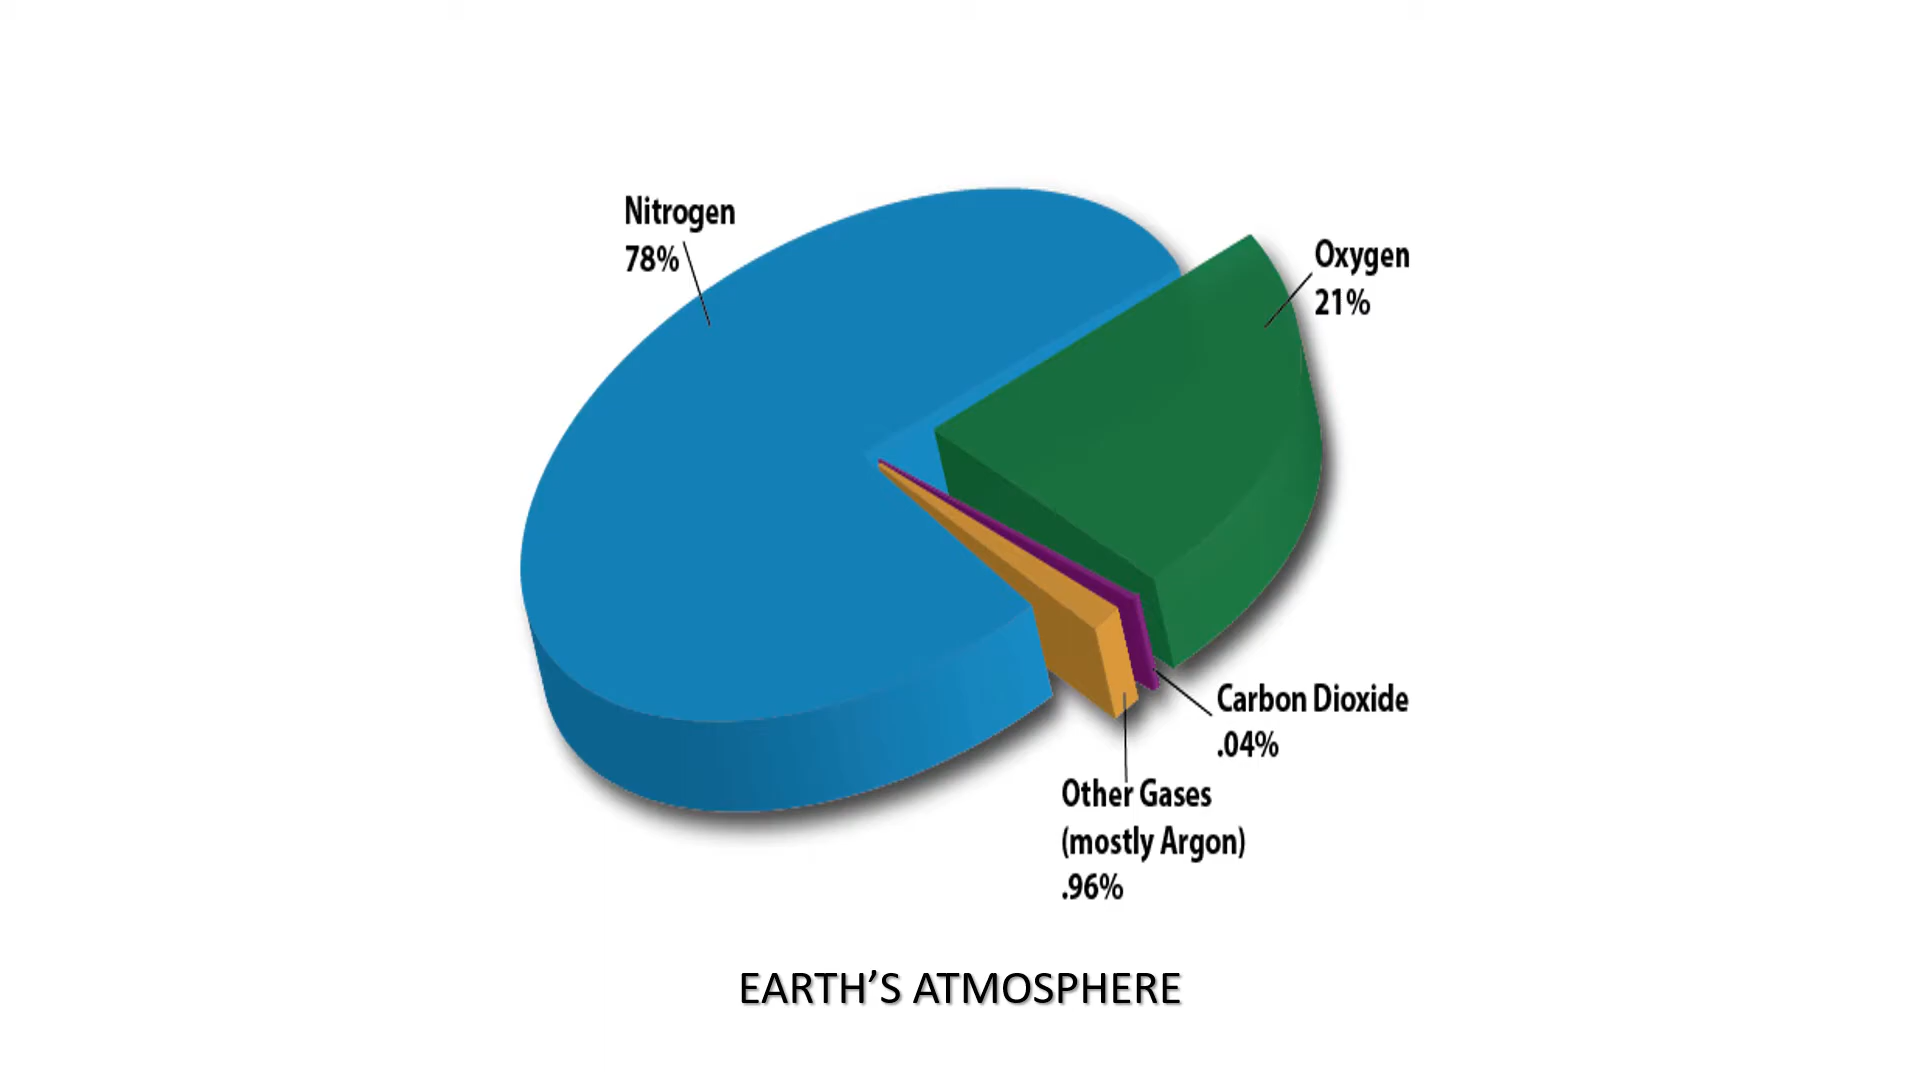 Nitrogen
78%
Oxygen
21%
Carbon Dioxide
.04%
Other Gases
(mostly Argon)
.96%
EARTH’S ATMOSPHERE